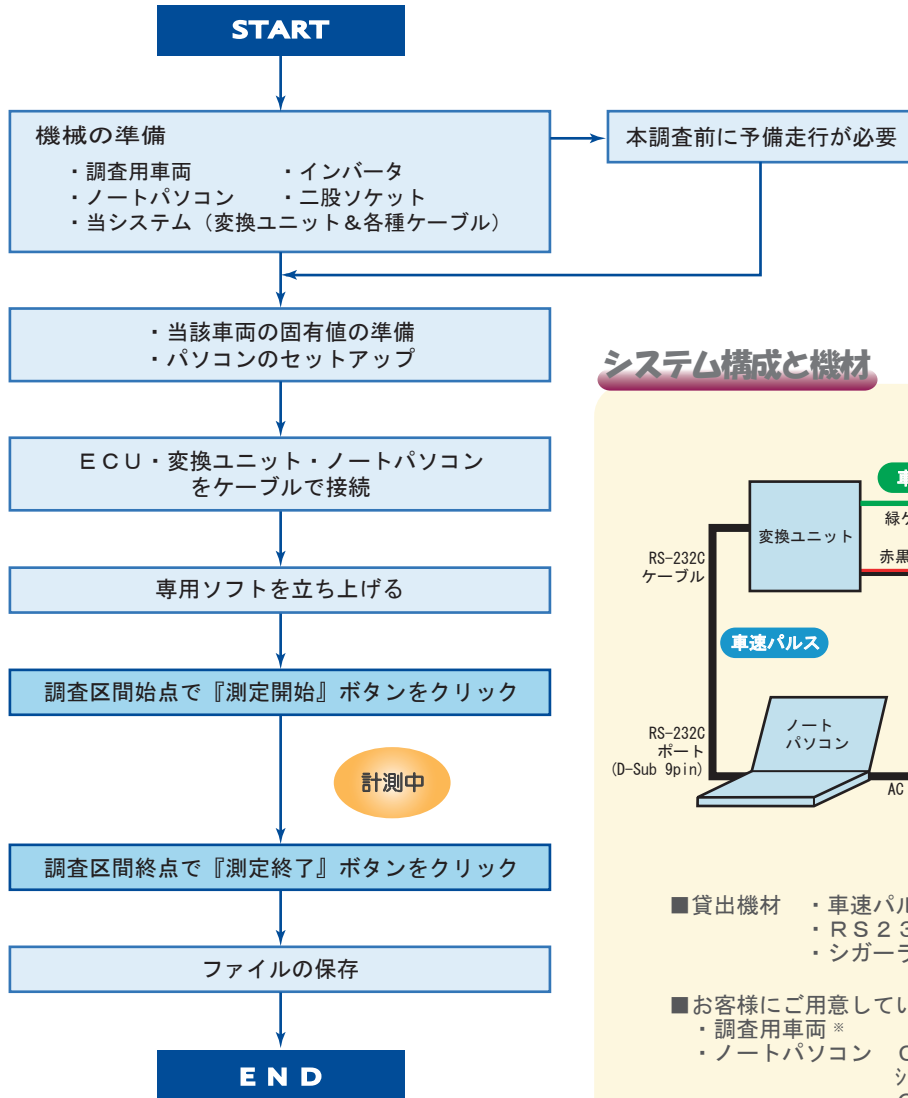 START
機械の準備
・調査用車両 ・インバータ
・ノートパソコン ・二股ソケット
・当システム（変換ユニット＆各種ケーブル）
本調査前に予備走行が必要
・当該車両の固有値の準備
・パソコンのセットアップ
ＥＣＵ・変換ユニット・ノートパソコン
をケーブルで接続
専用ソフトを立ち上げる
調査区間始点で『測定開始』ボタンをクリック
計測中
調査区間終点で『測定終了』ボタンをクリック
ファイルの保存
END
システム構成と機材
変換ユニット
緑
赤黒
RS-232C
ケーブル
車速パルス
RS-232C
ポート
(D-Sub 9pin)
ノート
パソコン
AC
■貸出機材 ・車速パル
・ＲＳ２３
・シガーラ
■お客様にご用意してい
・調査用車両※
・ノートパソコン